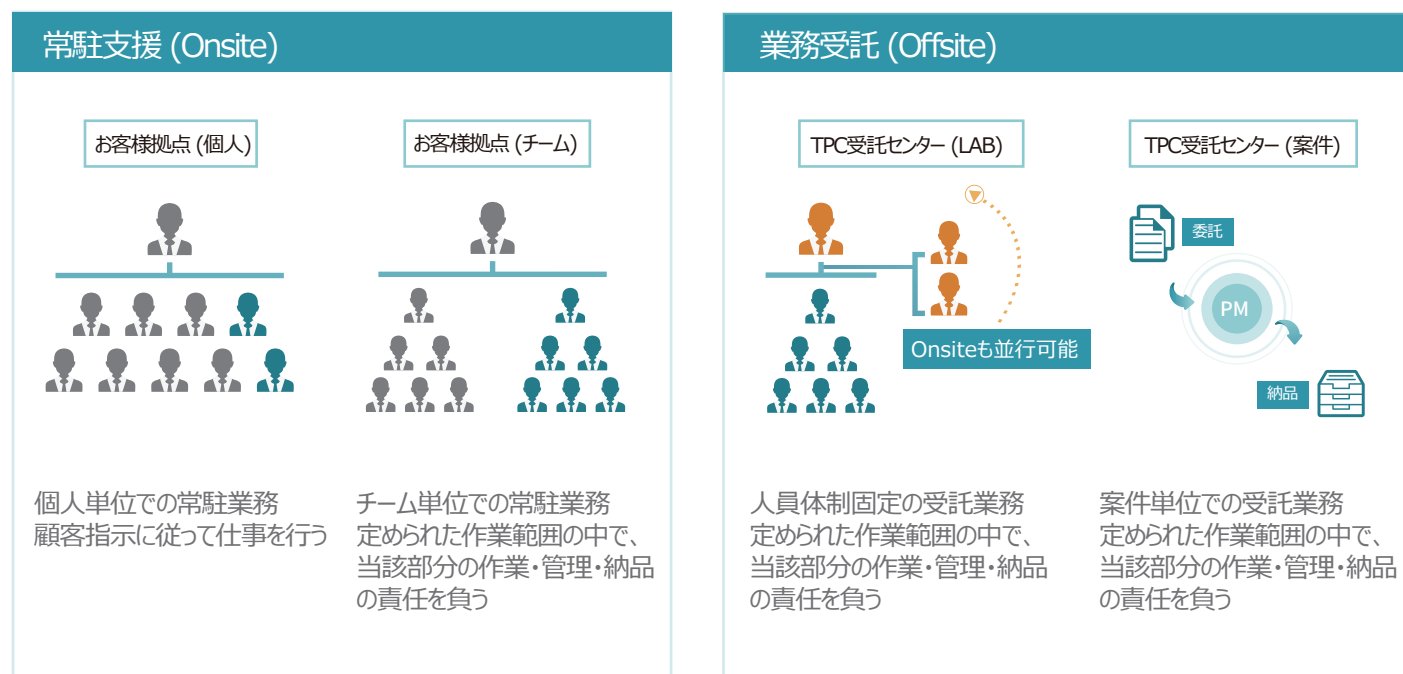 常駐支援 (Onsite)
お客様拠点 (個人)
お客様拠点 (チーム)
個人単位での常駐業務
顧客指示に従って仕事を行う
チーム単位での常駐業務
定められた作業範囲の中で、
当該部分の作業・管理・納品
の責任を負う
業務受託 (Offsite)
TPC受託センター (LAB)
TPC受託センター (案件)
Onsiteも並行可能
委託
PM
納品
人員体制固定の受託業務
定められた作業範囲の中で、
当該部分の作業・管理・納品
の責任を負う
案件単位での受託業務
定められた作業範囲の中で、
当該部分の作業・管理・納品
の責任を負う